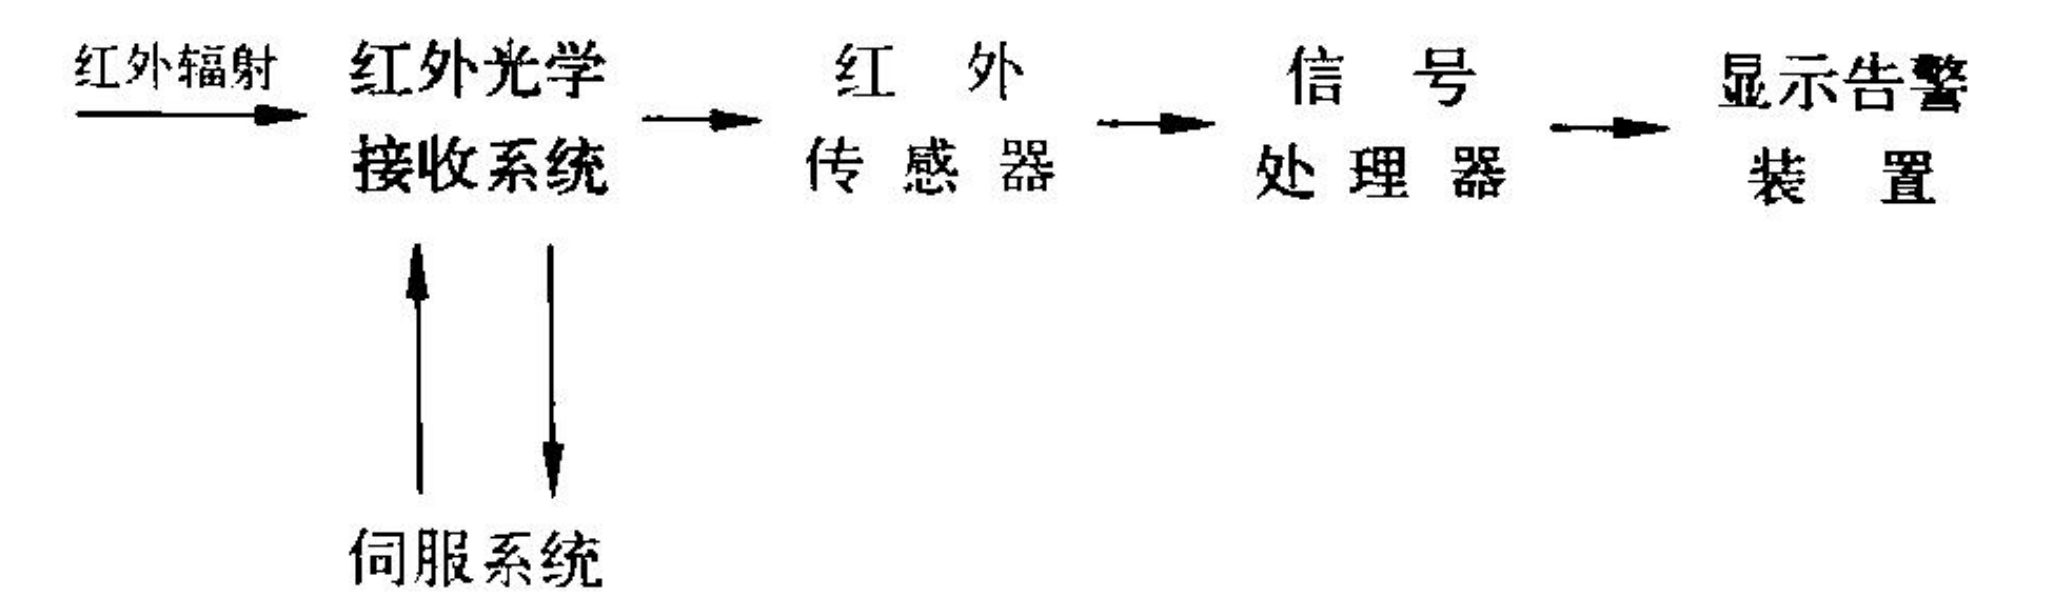 红外辐射
红外光学
接收系统
红外
传感器
信号
处理器
显示告警
装置
伺服系统